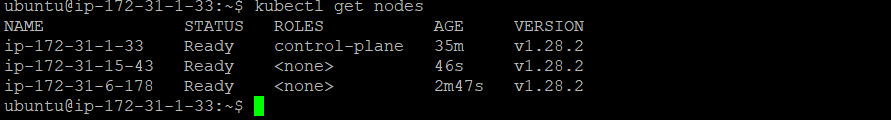 ubuntu@ip-172-31-1-33:~$ kubectl get nodes
NAME STATUS ROLES AGE VERSION
ip-172-31-1-33 Ready control-plane 35m v1.28.2
ip-172-31-15-43 Ready <none> 46s v1.28.2
ip-172-31-6-178 Ready <none> 2m47s v1.28.2
ubuntu@ip-172-31-1-33:~$